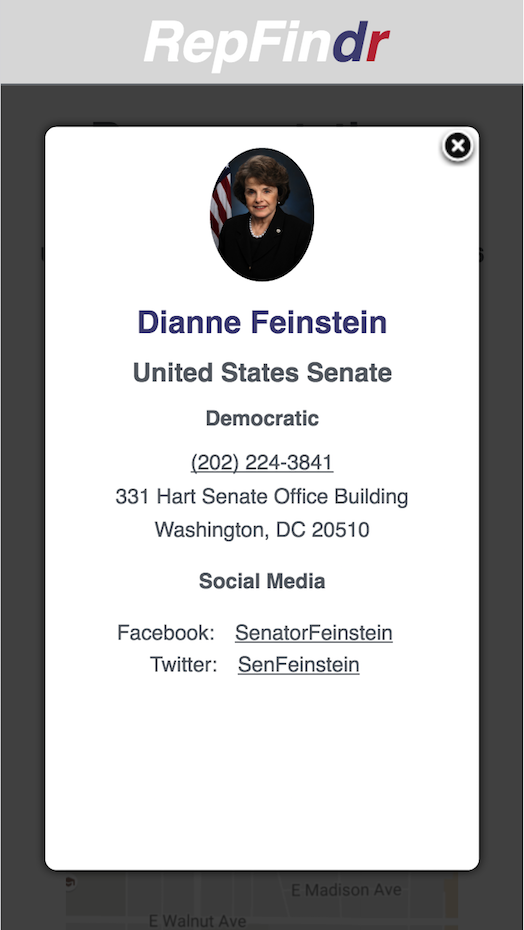 RepFindr
Dianne Feinstein
United States Senate
Democratic
(202) 224-3841
331 Hart Senate Office Building
Washington, DC 20510
Social Media
Facebook: SenatorFeinstein
Twitter: SenFeinstein
E Madison Ave
E Walnut Ave